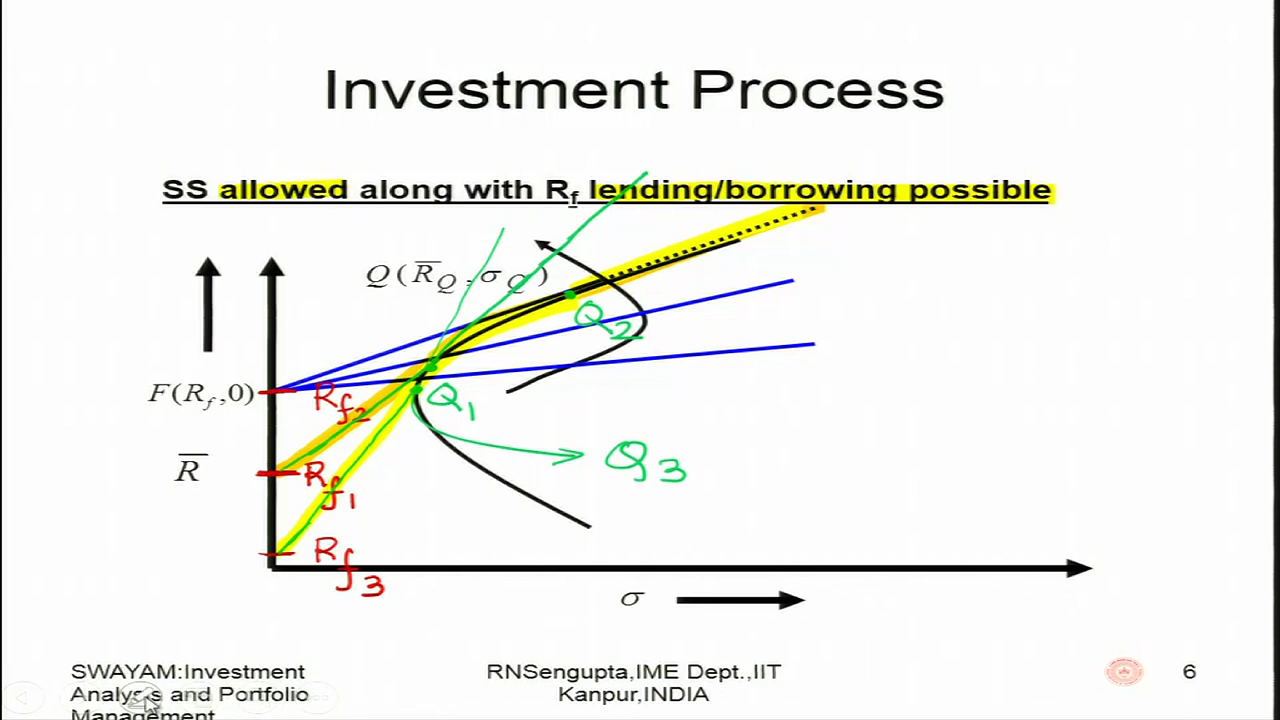 Investment Process
SS allowed along with Rf lending/borrowing possible
Q(R̅Q,σQ)
Q2
F(Rf,0)
Rf2
Q1
R̅
Rf1
Q3
Rf3
σ
SWAYAM:Investment
Analysis and Portfolio
Management
RNSengupta,IME Dept.,IIT
Kanpur,INDIA
6